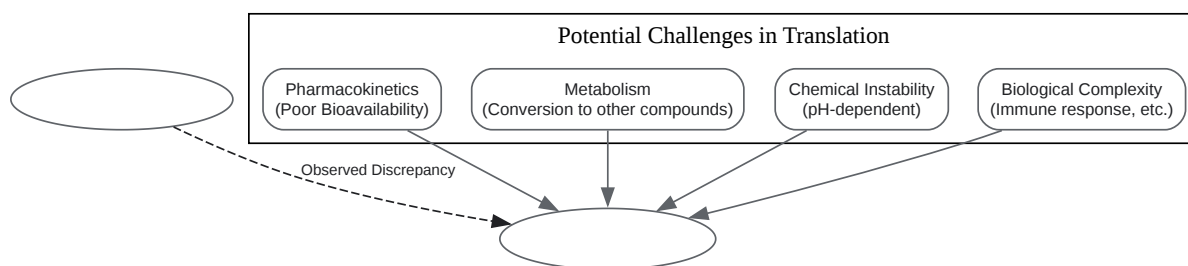 Potential Challenges in Translation
Pharmacokinetics
(Poor Bioavailability)
Metabolism
(Conversion to other compounds)
Chemical Instability
(pH-dependent)
Biological Complexity
(Immune response, etc.)
Observed Discrepancy